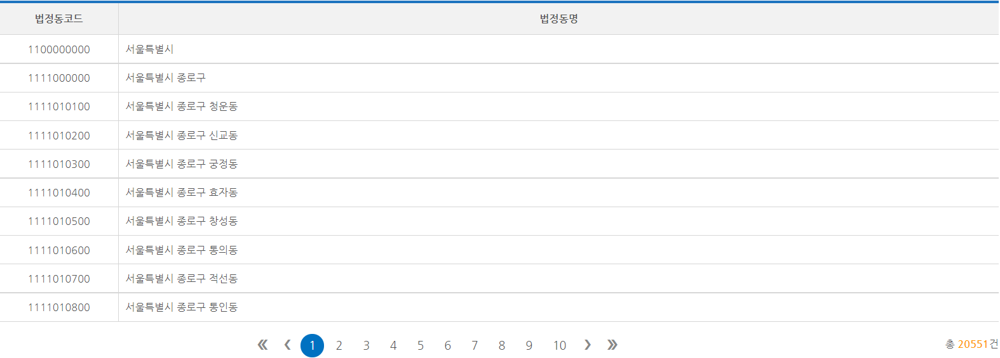 법정동코드 법정동명
1100000000 서울특별시
1111000000 서울특별시 종로구
1111010100 서울특별시 종로구 청운동
1111010200 서울특별시 종로구 신교동
1111010300 서울특별시 종로구 궁정동
1111010400 서울특별시 종로구 효자동
1111010500 서울특별시 종로구 창성동
1111010600 서울특별시 종로구 통의동
1111010700 서울특별시 종로구 적선동
1111010800 서울특별시 종로구 통인동
1 2 3 4 5 6 7 8 9 10 총 20551건